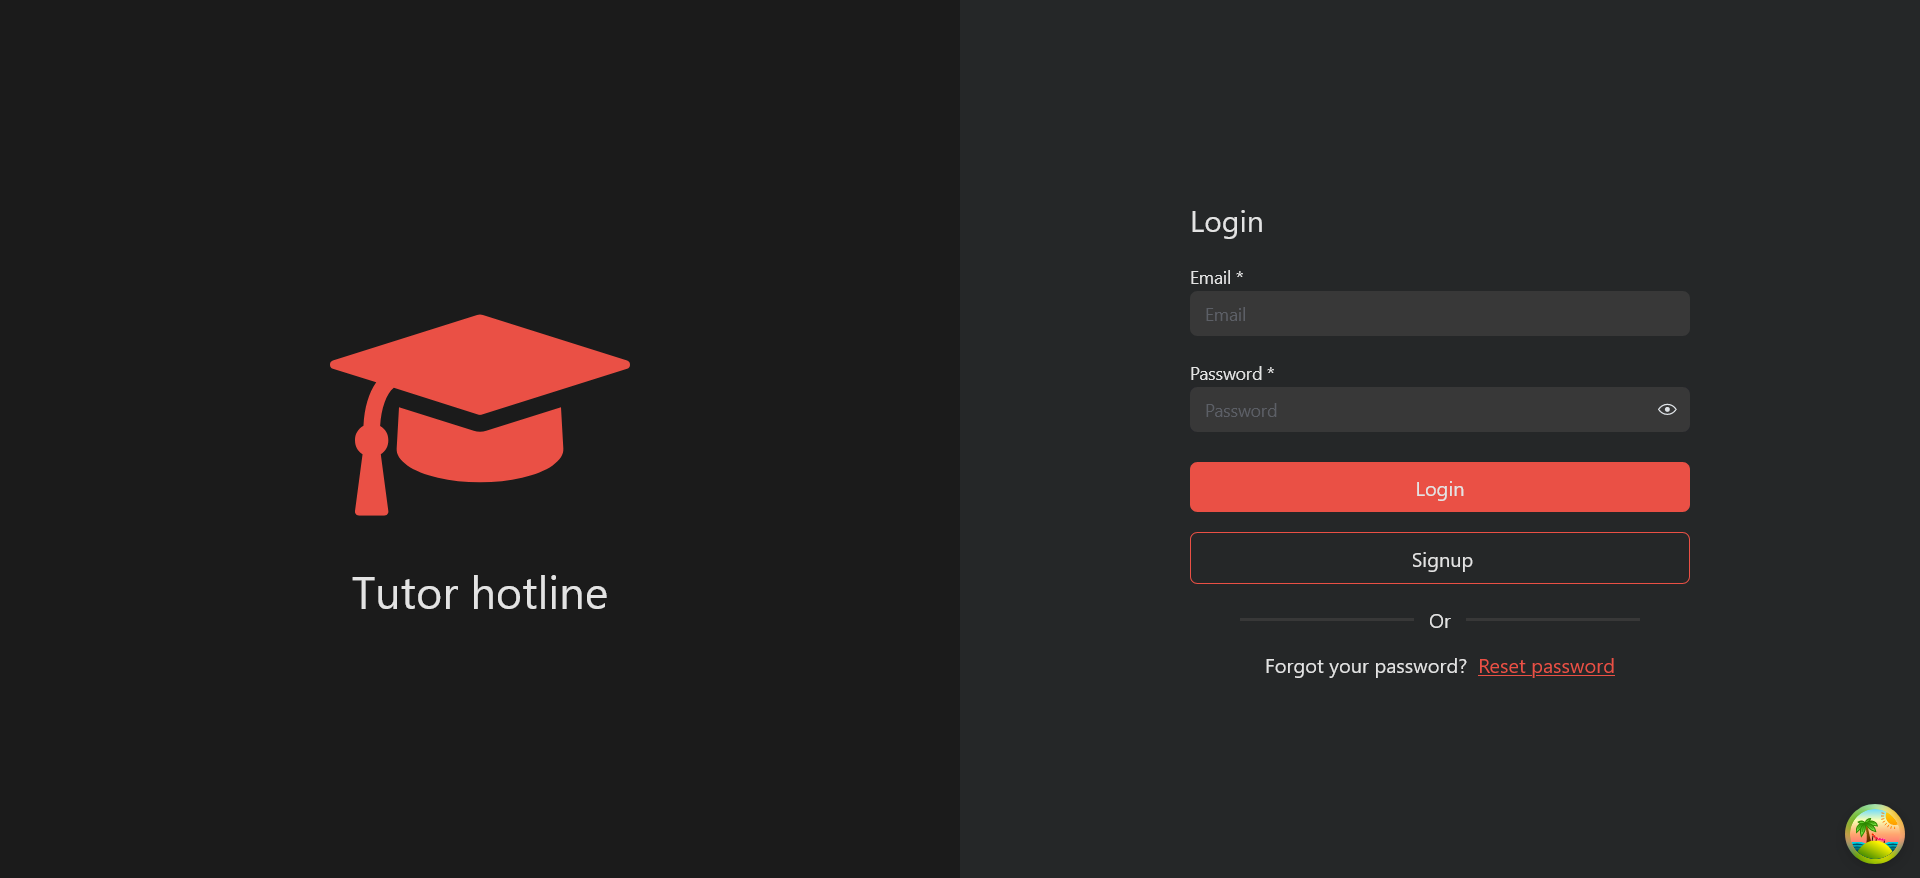 Tutor hotline
Login
Email *
Email
Password *
Password
Login
Signup
Or
Forgot your password? Reset password